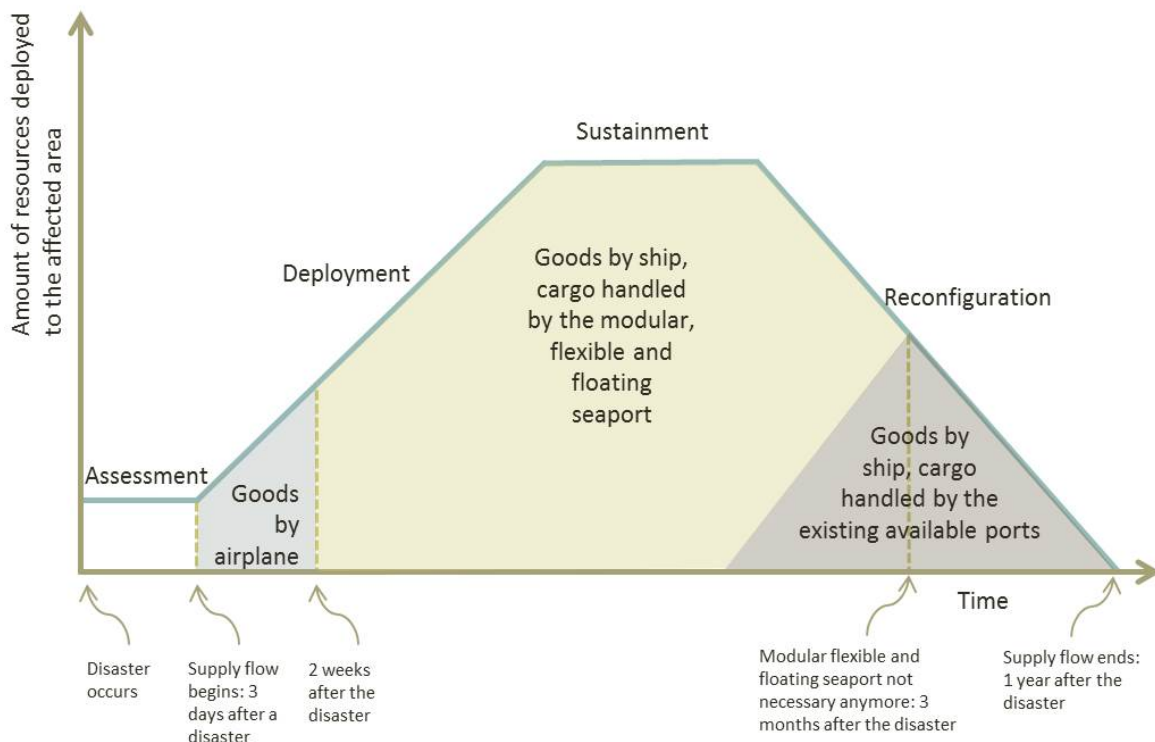 Amount of resources deployed
to the affected area
Sustainment
Deployment
Goods by ship,
cargo handled
by the modular,
flexible and
floating
seaport
Reconfiguration
Assessment
Goods
by
airplane
Goods by
ship, cargo
handled by the
existing available ports
Time
Disaster
occurs
Supply flow
begins: 3
days after a
disaster
2 weeks
after the
disaster
Modular flexible and
floating seaport not
necessary anymore: 3
months after the disaster
Supply flow ends:
1 year after the
disaster